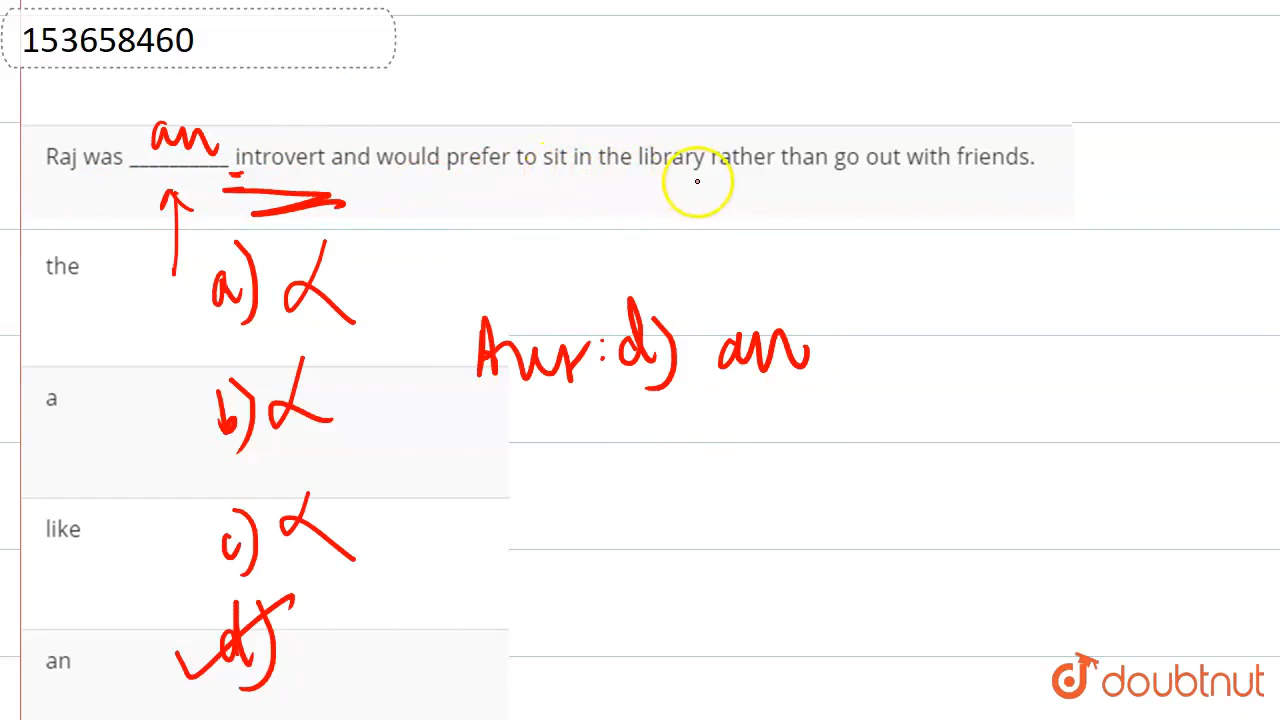 153658460
an
Raj was __________ introvert and would prefer to sit in the library rather than go out with friends.
the
a)
Ans: d) an
a
b)
like
c)
an
d)
doubtnut